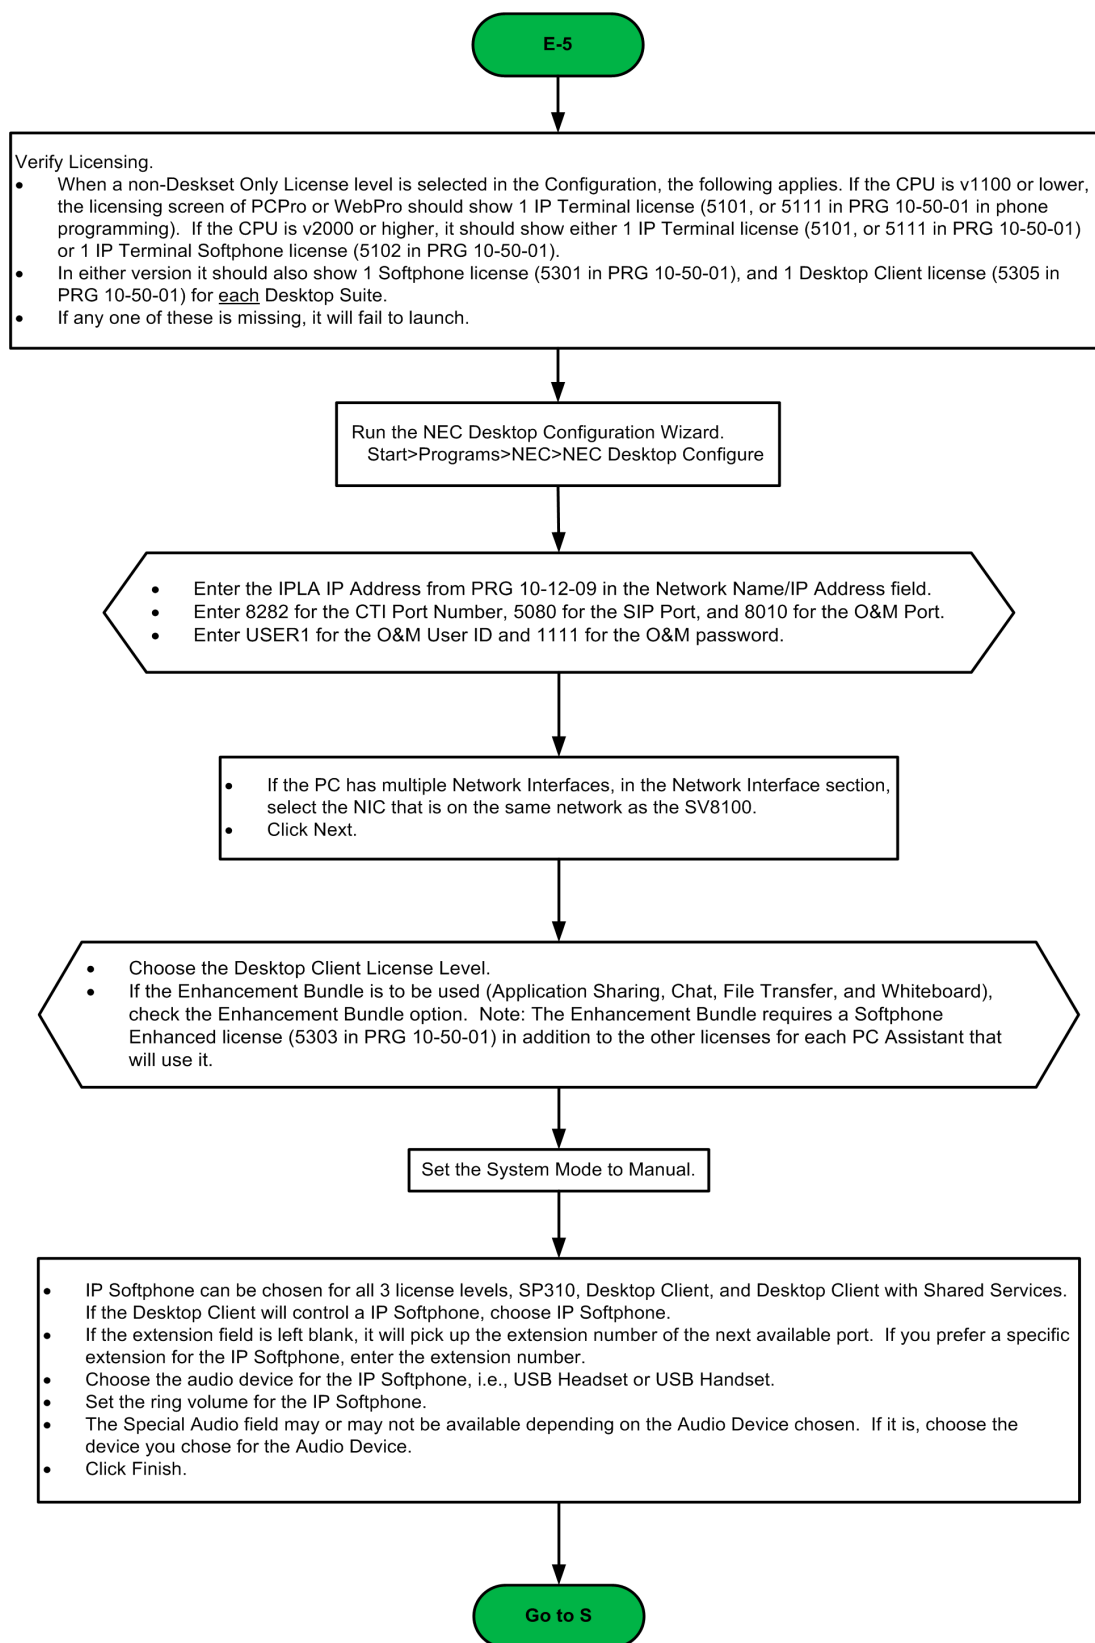 E-5
Verify Licensing.
• When a non-Deskset Only License level is selected in the Configuration, the following applies. If the CPU is v1100 or lower,
the licensing screen of PCPro or WebPro should show 1 IP Terminal license (5101, or 5111 in PRG 10-50-01 in phone
programming). If the CPU is v2000 or higher, it should show either 1 IP Terminal license (5101, or 5111 in PRG 10-50-01)
or 1 IP Terminal Softphone license (5102 in PRG 10-50-01).
• In either version it should also show 1 Softphone license (5301 in PRG 10-50-01), and 1 Desktop Client license (5305 in
PRG 10-50-01) for each Desktop Suite.
• If any one of these is missing, it will fail to launch.
Run the NEC Desktop Configuration Wizard.
Start>Programs>NEC>NEC Desktop Configure
• Enter the IPLA IP Address from PRG 10-12-09 in the Network Name/IP Address field.
• Enter 8282 for the CTI Port Number, 5080 for the SIP Port, and 8010 for the O&M Port.
• Enter USER1 for the O&M User ID and 1111 for the O&M password.
• If the PC has multiple Network Interfaces, in the Network Interface section,
select the NIC that is on the same network as the SV8100.
• Click Next.
• Choose the Desktop Client License Level.
• If the Enhancement Bundle is to be used (Application Sharing, Chat, File Transfer, and Whiteboard),
check the Enhancement Bundle option. Note: The Enhancement Bundle requires a Softphone
Enhanced license (5303 in PRG 10-50-01) in addition to the other licenses for each PC Assistant that
will use it.
Set the System Mode to Manual.
• IP Softphone can be chosen for all 3 license levels, SP310, Desktop Client, and Desktop Client with Shared Services.
If the Desktop Client will control a IP Softphone, choose IP Softphone.
• If the extension field is left blank, it will pick up the extension number of the next available port. If you prefer a specific
extension for the IP Softphone, enter the extension number.
• Choose the audio device for the IP Softphone, i.e., USB Headset or USB Handset.
• Set the ring volume for the IP Softphone.
• The Special Audio field may or may not be available depending on the Audio Device chosen. If it is, choose the
device you chose for the Audio Device.
• Click Finish.
Go to S